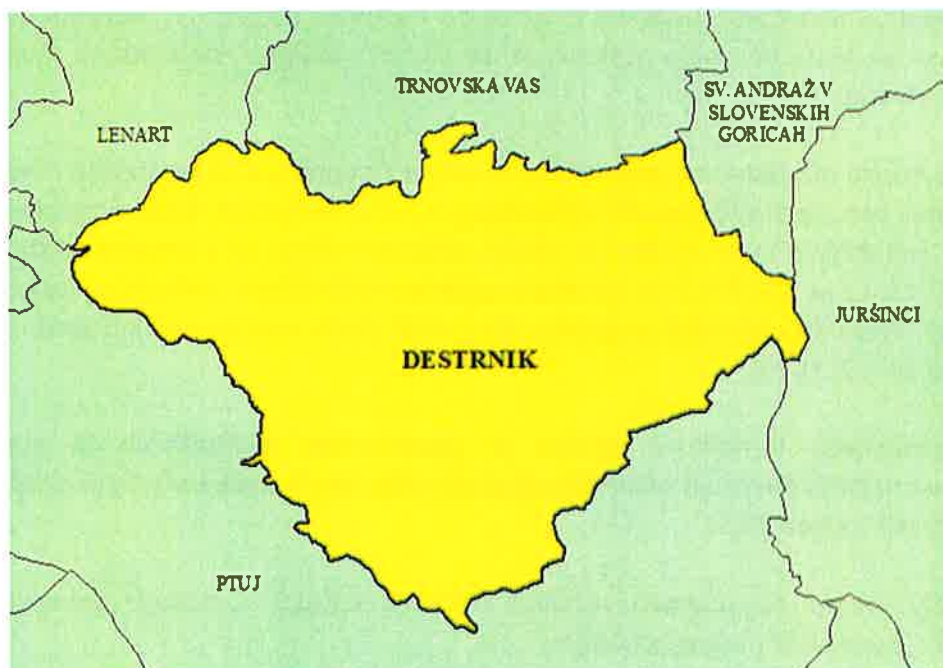 TRNOVSKA VAS
SV. ANDRAŽ V
SLOVENSKIH
GORICAH
LENART
JURŠINCI
DESTRNIK
PTUJ